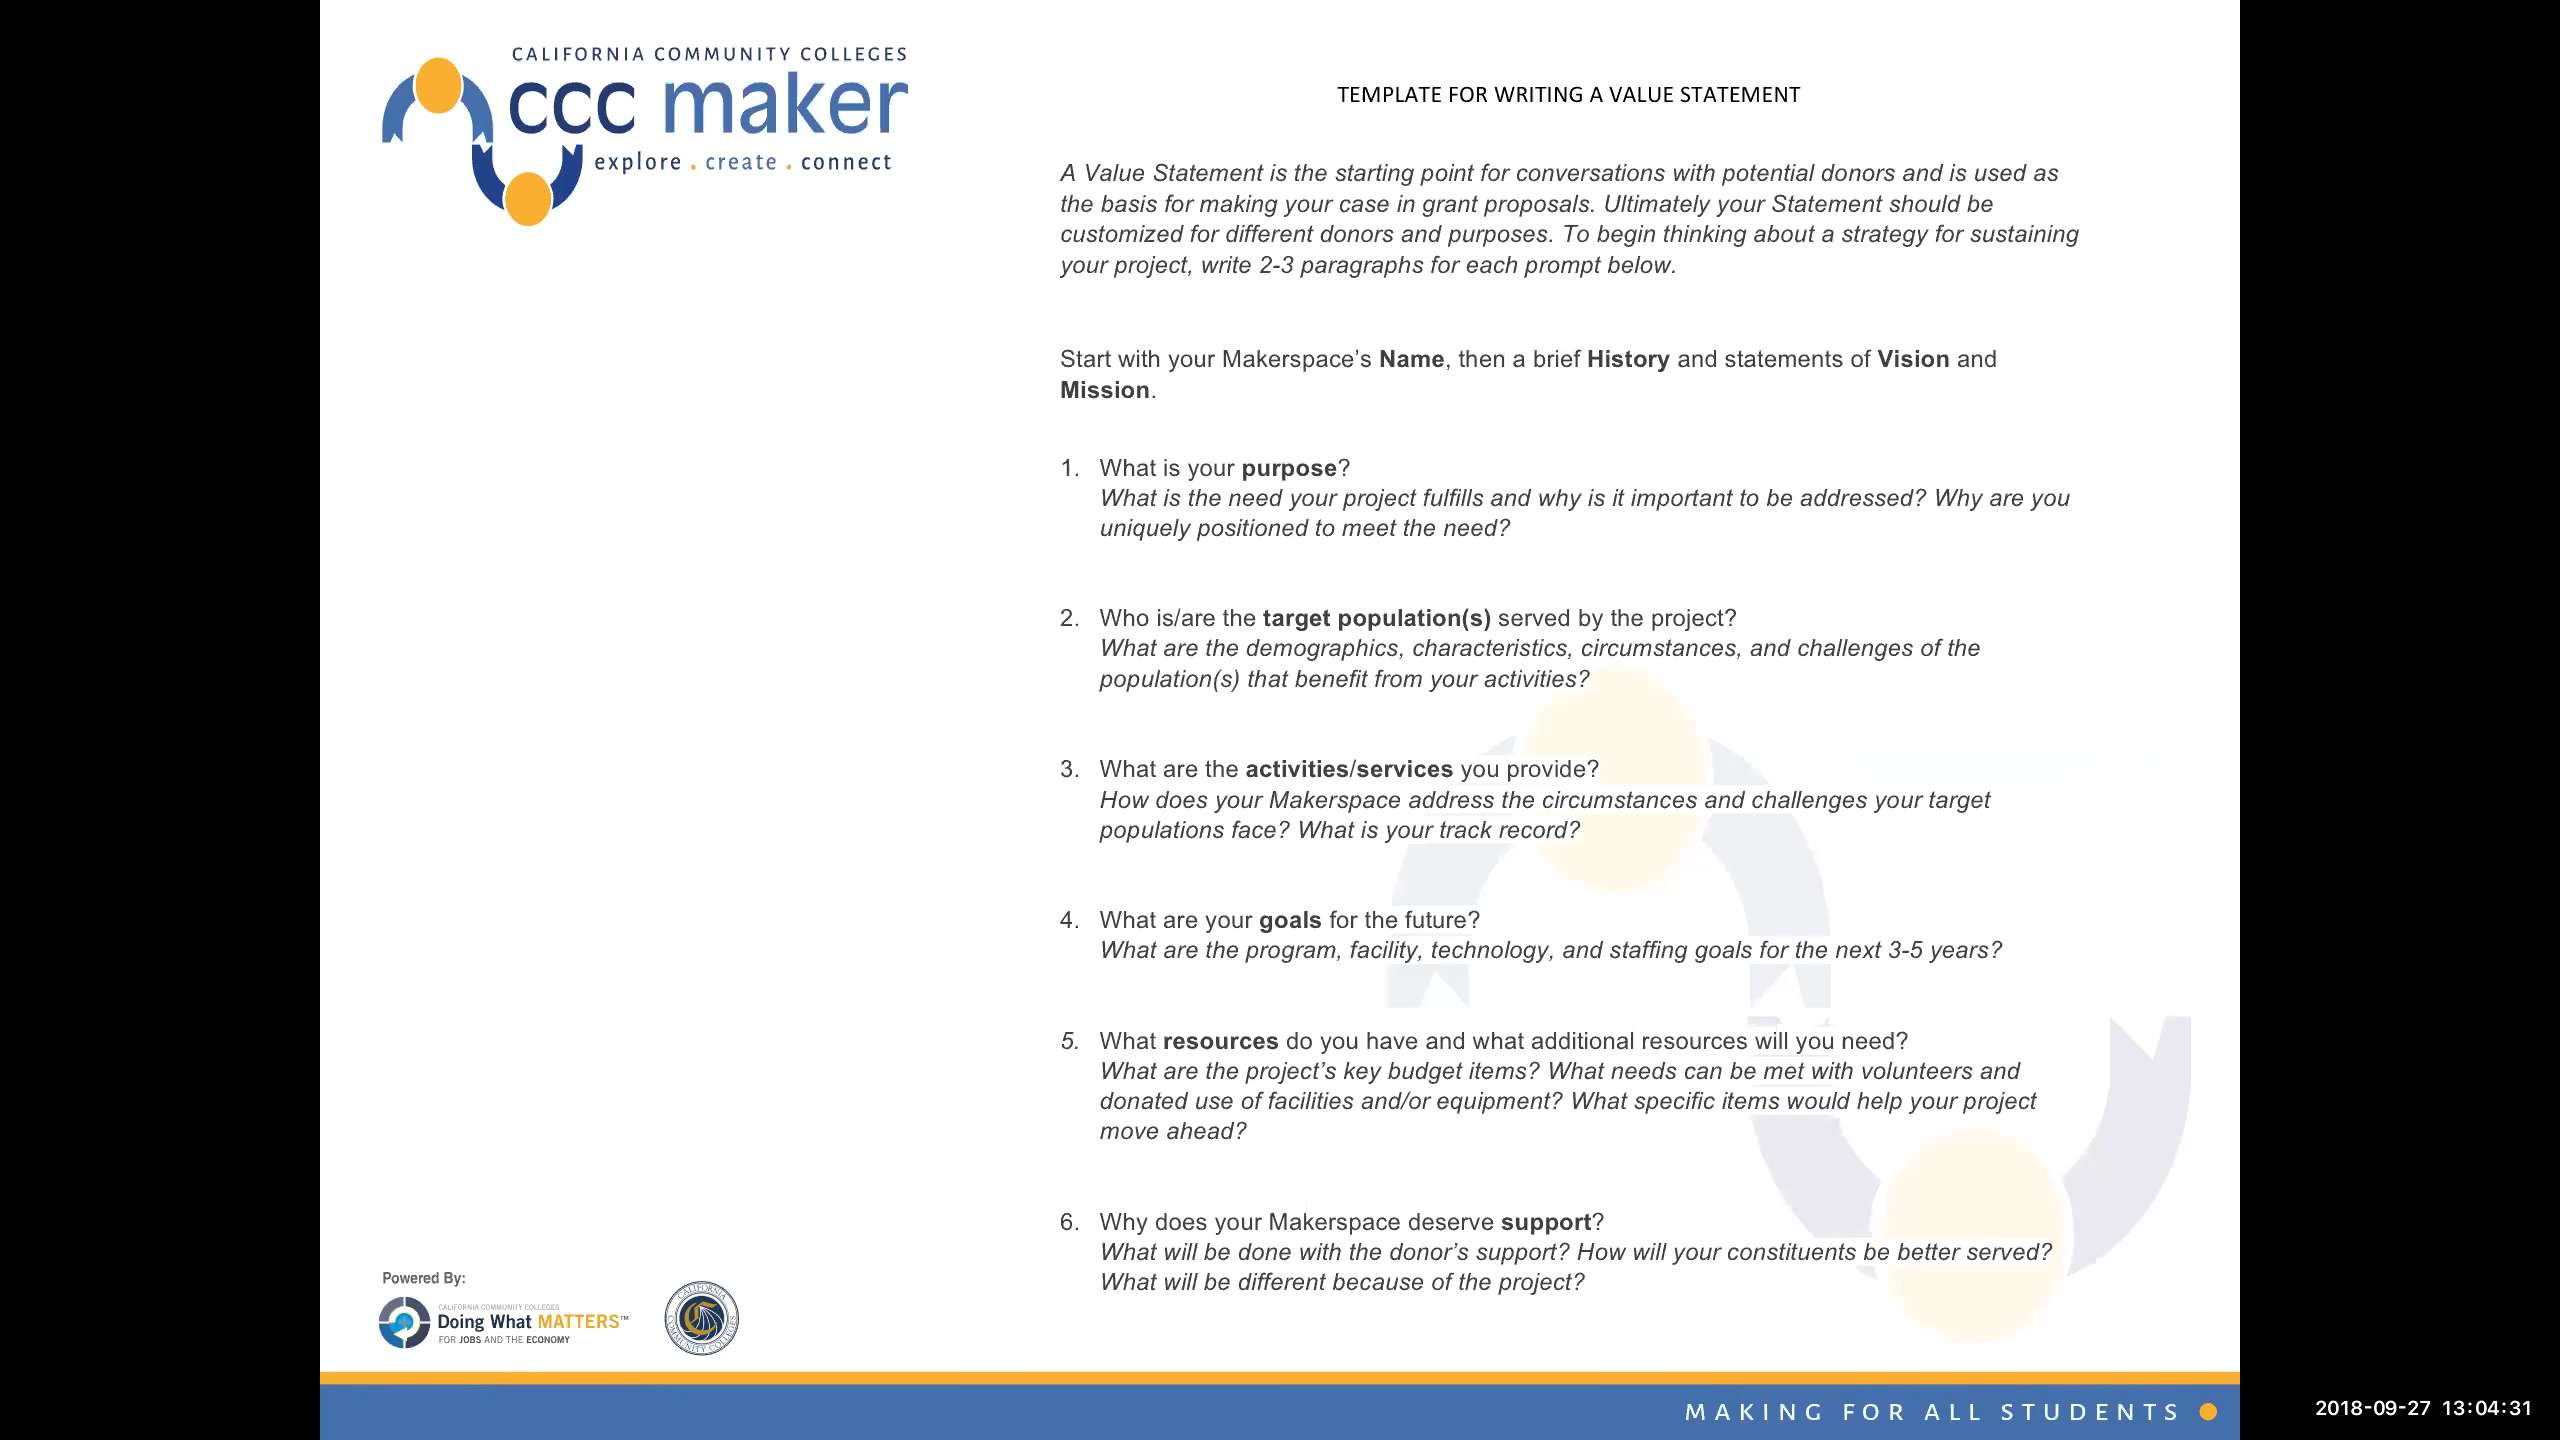 CALIFORNIA COMMUNITY COLLEGES
ccc maker
explore . create . connect
TEMPLATE FOR WRITING A VALUE STATEMENT
A Value Statement is the starting point for conversations with potential donors and is used as
the basis for making your case in grant proposals. Ultimately your Statement should be
customized for different donors and purposes. To begin thinking about a strategy for sustaining
your project, write 2-3 paragraphs for each prompt below.
Start with your Makerspace’s Name, then a brief History and statements of Vision and
Mission.
1. What is your purpose?
What is the need your project fulfills and why is it important to be addressed? Why are you
uniquely positioned to meet the need?
2. Who is/are the target population(s) served by the project?
What are the demographics, characteristics, circumstances, and challenges of the
population(s) that benefit from your activities?
3. What are the activities/services you provide?
How does your Makerspace address the circumstances and challenges your target
populations face? What is your track record?
4. What are your goals for the future?
What are the program, facility, technology, and staffing goals for the next 3-5 years?
5. What resources do you have and what additional resources will you need?
What are the project’s key budget items? What needs can be met with volunteers and
donated use of facilities and/or equipment? What specific items would help your project
move ahead?
6. Why does your Makerspace deserve support?
What will be done with the donor’s support? How will your constituents be better served?
What will be different because of the project?
Powered By:
CALIFORNIA COMMUNITY COLLEGES
Doing What MATTERS™
FOR JOBS AND THE ECONOMY
CALIFORNIA
COMMUNITY COLLEGES
MAKING FOR ALL STUDENTS
2018-09-27 13:04:31